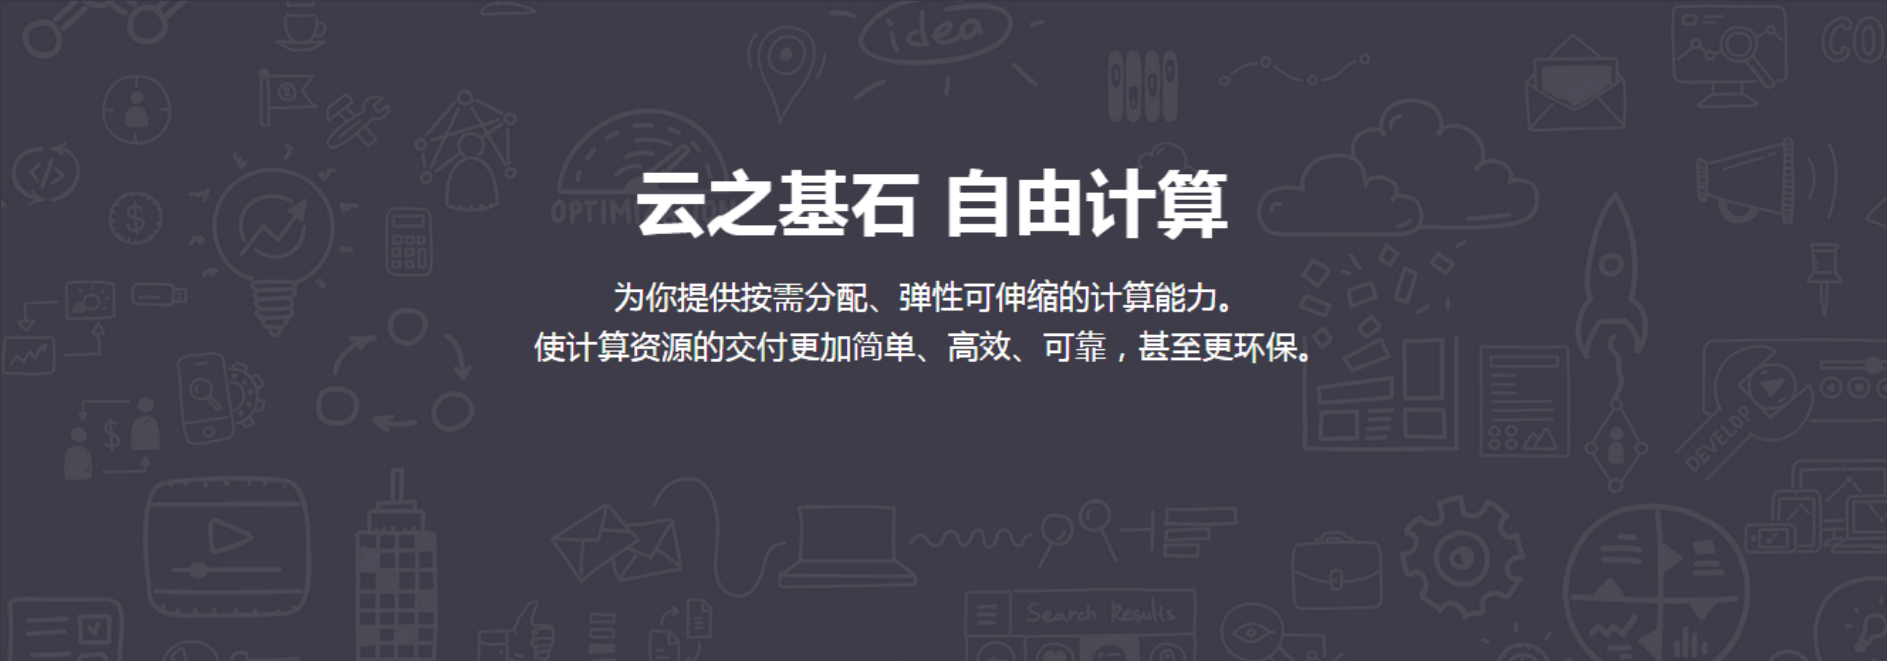 idea
CO
OPTIM
云之基石 自由计算
为你提供按需分配、弹性可伸缩的计算能力。
使计算资源的交付更加简单、高效、可靠，甚至更环保。
DEVELOP
Search Results